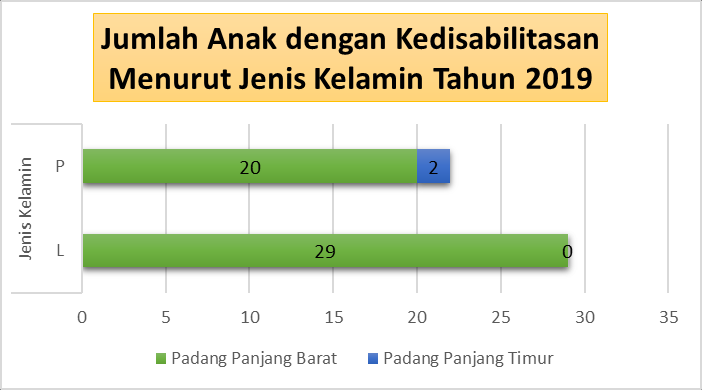 Jumlah Anak dengan Kedisabilitasan
Menurut Jenis Kelamin Tahun 2019
Jenis Kelamin
P
20
2
L
29
0
0 5 10 15 20 25 30 35
Padang Panjang Barat Padang Panjang Timur